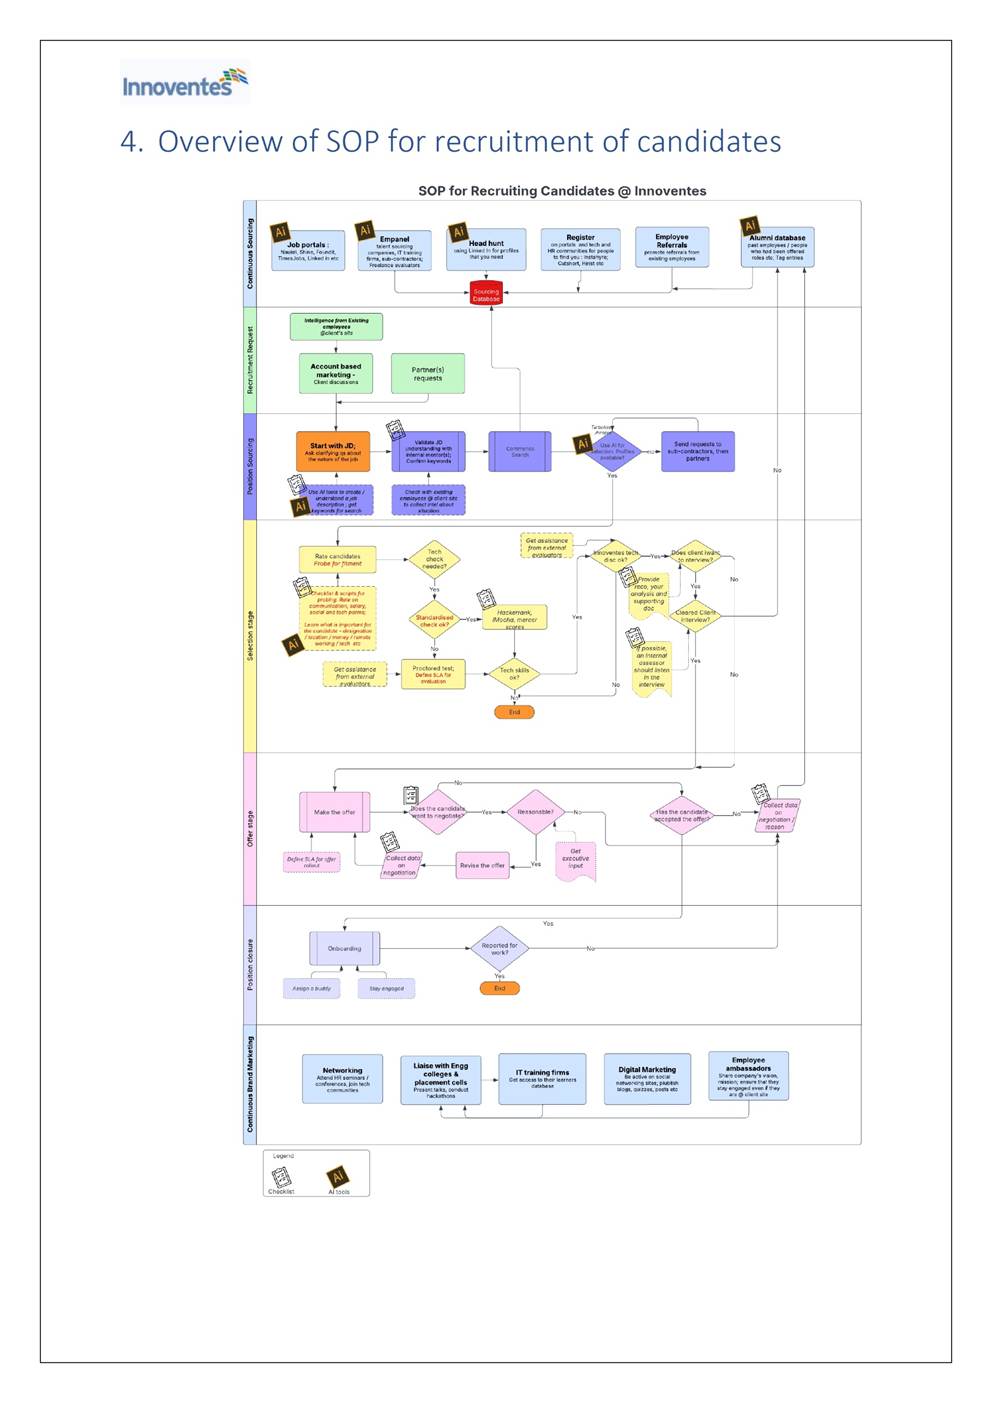 Innoventes
4. Overview of SOP for recruitment of candidates
SOP for Recruiting Candidates @ Innoventes
Continuous Sourcing
Ai
Job portals :
Naukri, Shine, Foundit,
TimesJobs, Linked in etc
Ai
Empanel
talent sourcing
companies, IT training
firms, sub-contractors;
Freelance evaluators
Ai
Head hunt
using Linked In for profiles
that you need
Register
on portals and tech and
HR communities for people
to find you : Instahyre;
Cutshort, Heist etc
Employee
Referrals
promote referrals from
existing employees
Ai
Alumni database
past employees / people
who had been offered
roles etc; Tag entries
Sourcing
Database
Recruitment Request
Intelligence from Existing
employees
@client's site
Account based
marketing -
Client discussions
Partner(s)
requests
Position Sourcing
Start with JD;
Ask clarifying qs about
the nature of the job
Validate JD
understanding with
internal mentor(s);
Confirm keywords
Commence
Search
Ai
Use AI for
selection. Profiles
available?
Send requests to
sub-contractors, then
partners
No
Yes
Ai
Use AI tools to create /
understand a job
description ; get
keywords for search
Check with existing
employees @ client site
to collect intel about
situation
Selection stage
Rate candidates
Probe for fitment
Tech
check
needed?
Yes
Get assistance
from external
evaluators
Innoventes tech
disc ok?
Yes
Does client want
to interview?
No
Yes
Ai
Checklist & scripts for
probing. Rate on
communication, salary,
social and tech parms;
Learn what is important for
the candidate - designation
/ location / money / remote
working / tech etc
Standardised
check ok?
Yes
Hackerrank,
iMocha, mercer
scores
Yes
Provide
reco, your
analysis and
supporting
doc
Cleared Client
interview?
No
If possible,
an internal
assessor
should listen
in the
interview
Yes
No
Get assistance
from external
evaluators
Proctored test;
Define SLA for
evaluation
Tech skills
ok?
No
No
End
Offer stage
Make the offer
Does the candidate
want to negotiate?
No
Yes
Reasonable?
No
Has the candidate
accepted the offer?
No
Collect data
on
negotiation /
reason
Define SLA for offer
rollout
Collect data
on
negotiation
Revise the offer
Yes
Get
executive
input
Position closure
Yes
Onboarding
Reported for
work?
No
Yes
Assign a buddy
Stay engaged
End
Continuous Brand Marketing
Networking
Attend HR seminars /
conferences, join tech
communities
Liaise with Engg
colleges &
placement cells
Present talks, conduct
hackathons
IT training firms
Get access to their learners
database
Digital Marketing
Be active on social
networking sites; publish
blogs, quizzes, posts etc
Employee
ambassadors
Share company's vision,
mission; ensure that they
stay engaged even if they
are @ client site
Legend
Checklist
Ai
AI tools